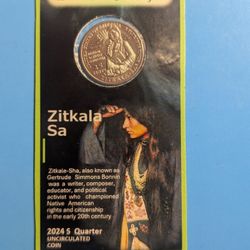 Zitkala
Sa
Zitkale-Sha, also known as
Gertrude Simmons Bonnin
was a writer, composer,
educator, and political
activist who championed
Native American
rights and citizenship
in the early 20th century
2024 S Quarter
UNCIRCULATED
COIN